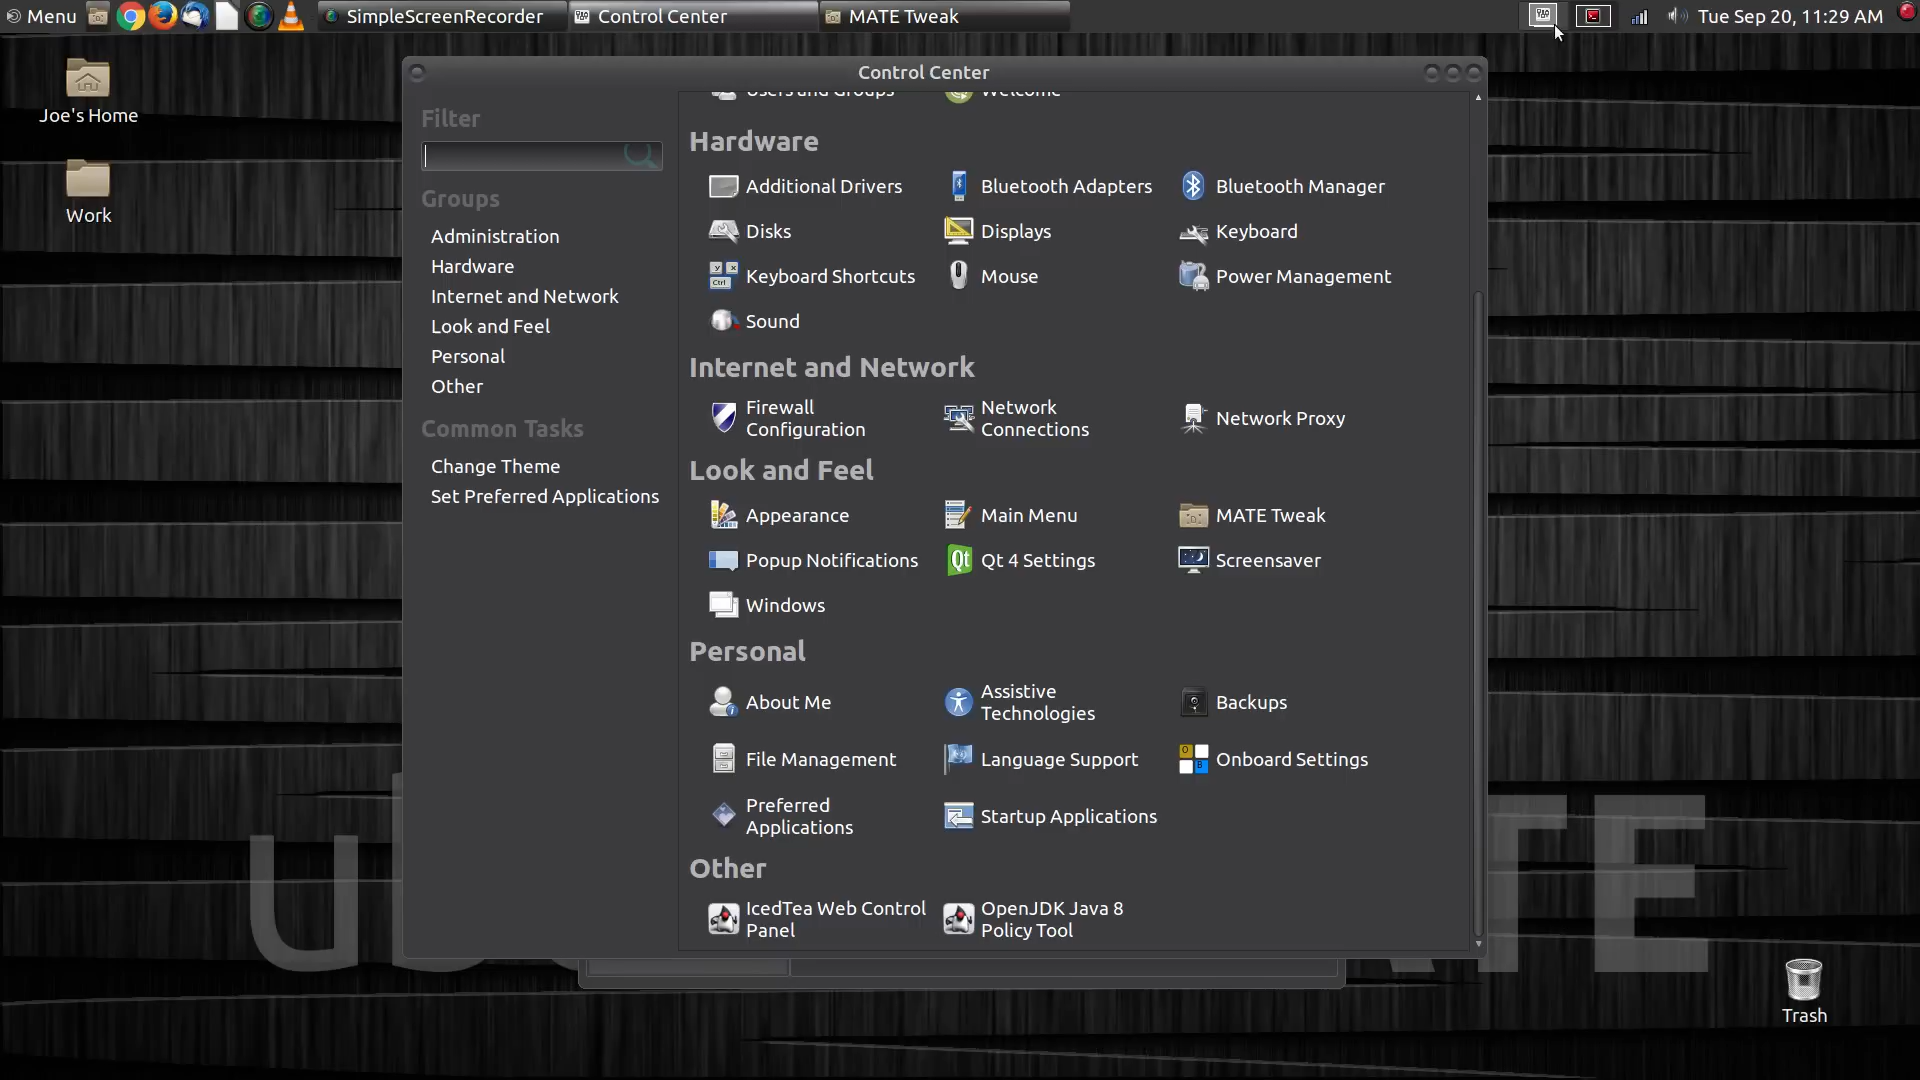 Menu
SimpleScreenRecorder
Control Center
MATE Tweak
Tue Sep 20, 11:29 AM
Joe's Home
Work
Control Center
Filter
Groups
Administration
Hardware
Internet and Network
Look and Feel
Personal
Other
Common Tasks
Change Theme
Set Preferred Applications
Users and Groups
Welcome
Hardware
Additional Drivers
Bluetooth Adapters
Bluetooth Manager
Disks
Displays
Keyboard
Keyboard Shortcuts
Mouse
Power Management
Sound
Internet and Network
Firewall
Configuration
Network
Connections
Network Proxy
Look and Feel
Appearance
Main Menu
MATE Tweak
Popup Notifications
Qt 4 Settings
Screensaver
Windows
Personal
About Me
Assistive
Technologies
Backups
File Management
Language Support
Onboard Settings
Preferred
Applications
Startup Applications
Other
IcedTea Web Control
Panel
OpenJDK Java 8
Policy Tool
Trash